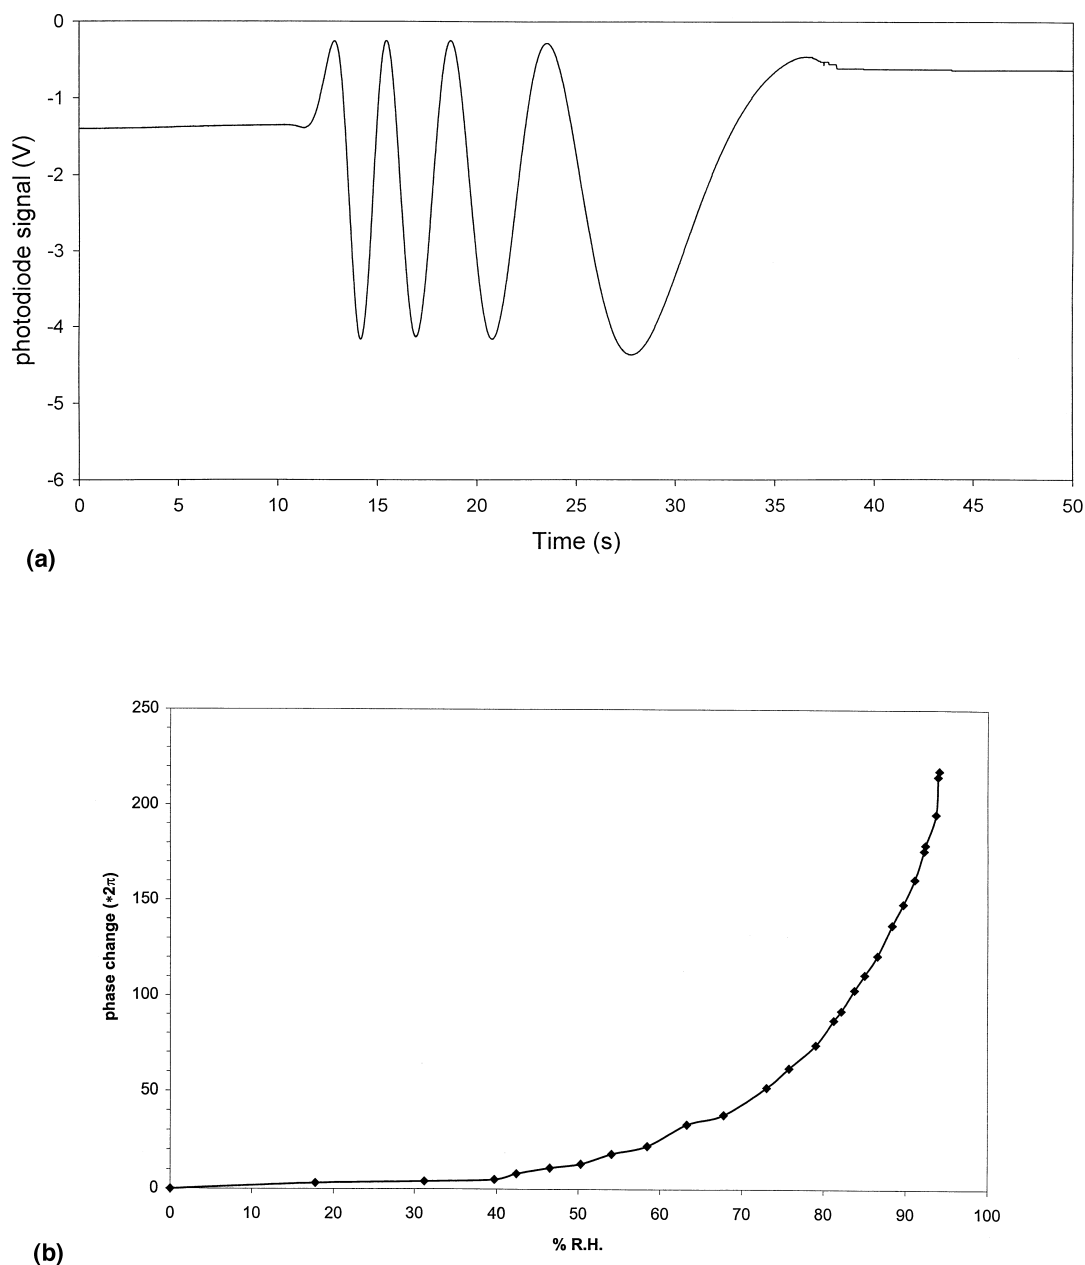 0
-1
-2
-3
-4
-5
-6
photodiode signal (V)
0 5 10 15 20 25 30 35 40 45 50
Time (s)
(a)
250
200
150
100
50
0
phase change (*2π)
0 10 20 30 40 50 60 70 80 90 100
% R.H.
(b)